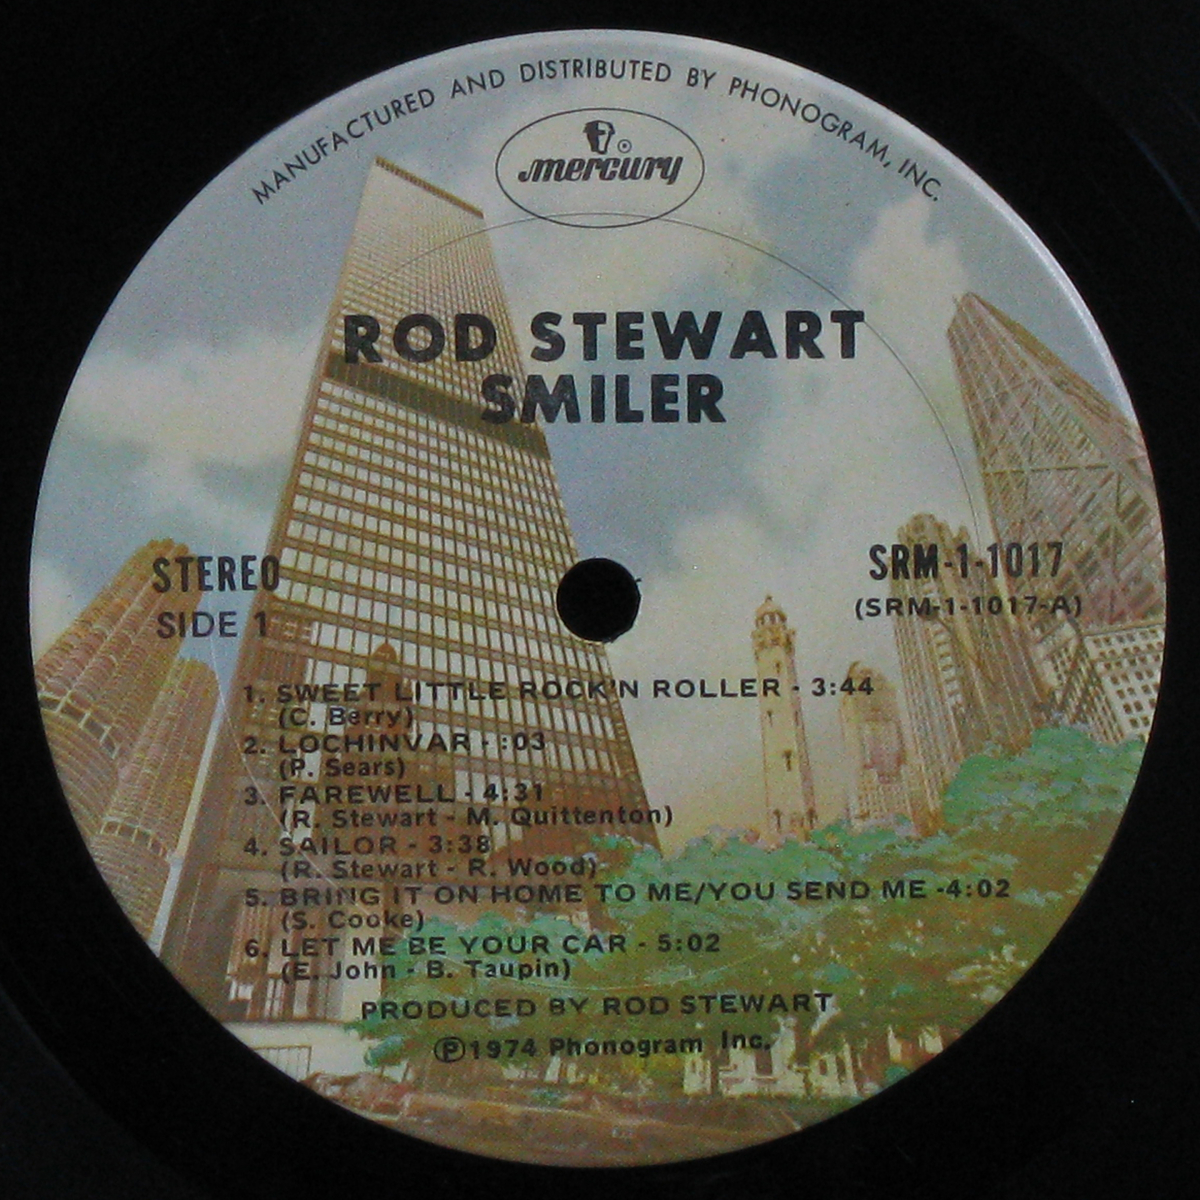 MANUFACTURED AND DISTRIBUTED BY PHONOGRAM, INC.
mercury ®
ROD STEWART
SMILER
STEREO
SIDE 1
SRM-1-1017
(SRM-1-1017-A)
1. SWEET LITTLE ROCK'N ROLLER - 3:44
(C. Berry)
2. LOCHINVAR - :03
(P. Sears)
3. FAREWELL - 4:31
(R. Stewart - M. Quittenton)
4. SAILOR - 3:38
(R. Stewart - R. Wood)
5. BRING IT ON HOME TO ME/YOU SEND ME -4:02
(S. Cooke)
6. LET ME BE YOUR CAR - 5:02
(E. John - B. Taupin)
PRODUCED BY ROD STEWART
℗1974 Phonogram Inc.